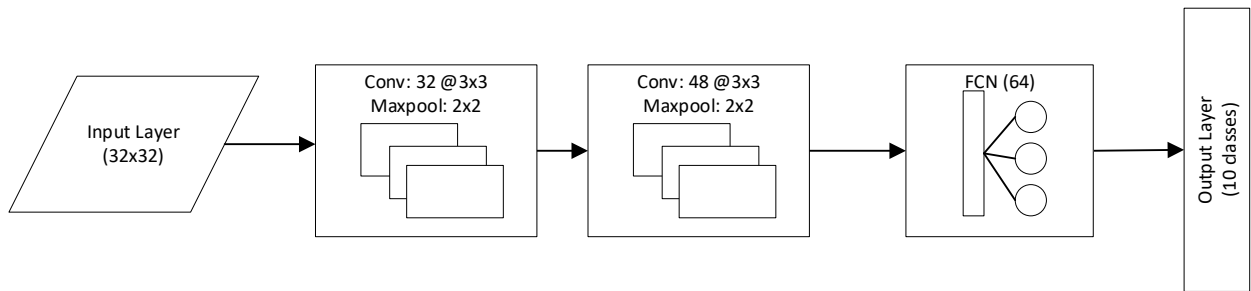 Input Layer
(32x32)
Conv: 32 @3x3
Maxpool: 2x2
Conv: 48 @3x3
Maxpool: 2x2
FCN (64)
Output Layer
(10 classes)